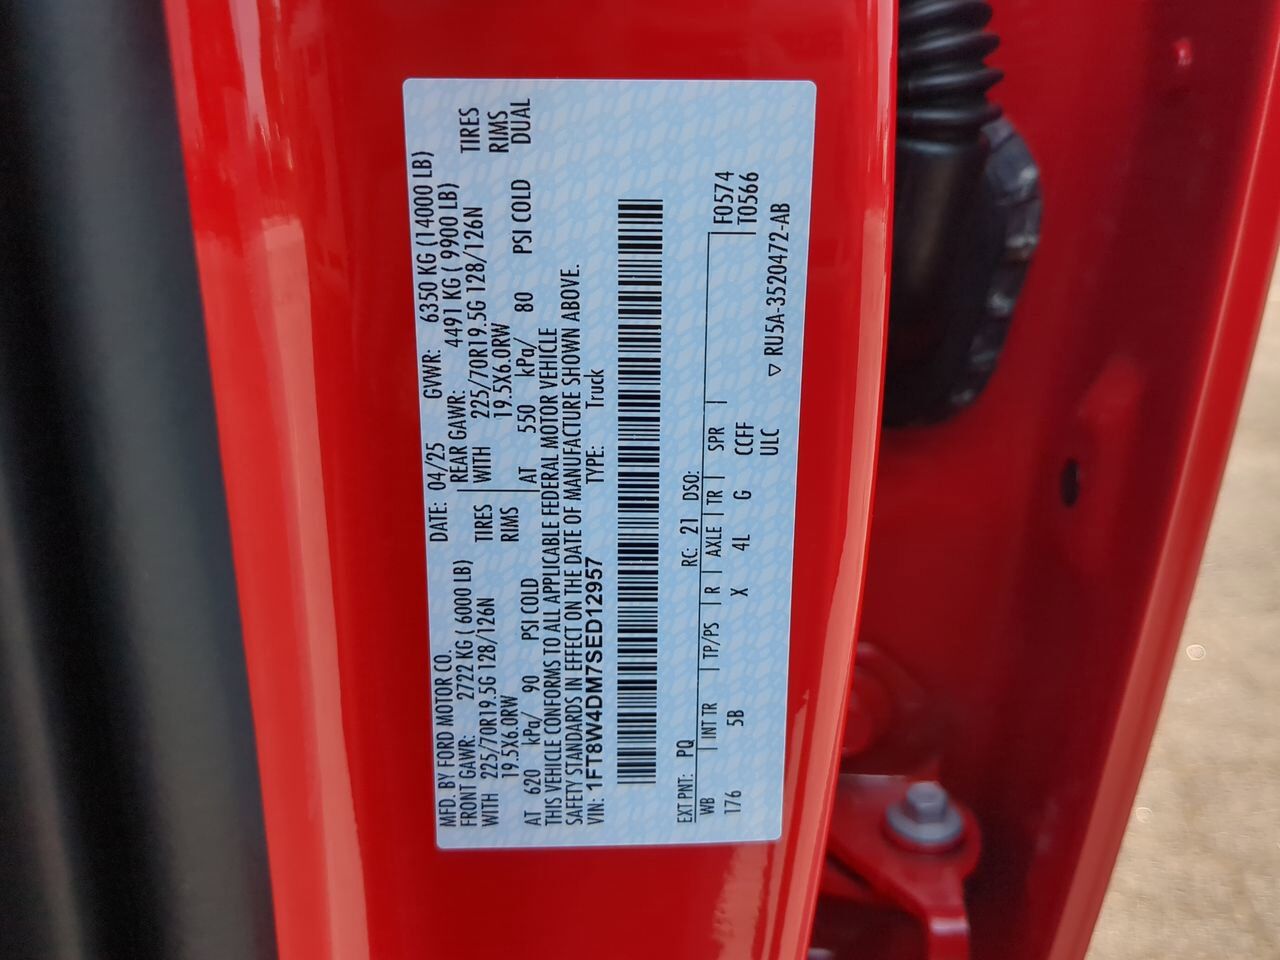 MFD. BY FORD MOTOR CO. DATE: 04/25 GVWR: 6350 KG (14000 LB)
FRONT GAWR: 2722 KG ( 6000 LB) REAR GAWR: 4491 KG ( 9900 LB)
WITH 225/70R19.5G 128/126N TIRES WITH 225/70R19.5G 128/126N TIRES
19.5X6.0RW RIMS 19.5X6.0RW RIMS
AT 620 kPa/ 90 PSI COLD AT 550 kPa/ 80 PSI COLD DUAL
THIS VEHICLE CONFORMS TO ALL APPLICABLE FEDERAL MOTOR VEHICLE
SAFETY STANDARDS IN EFFECT ON THE DATE OF MANUFACTURE SHOWN ABOVE.
VIN: 1FT8W4DM7SED12957 TYPE: Truck
EXT PNT: PQ RC: 21 DSO:
WB INT TR TP/PS R AXLE TR SPR F0574
176 5B X 4L G CCFF T0566
ULC ▽ RU5A-3520472-AB